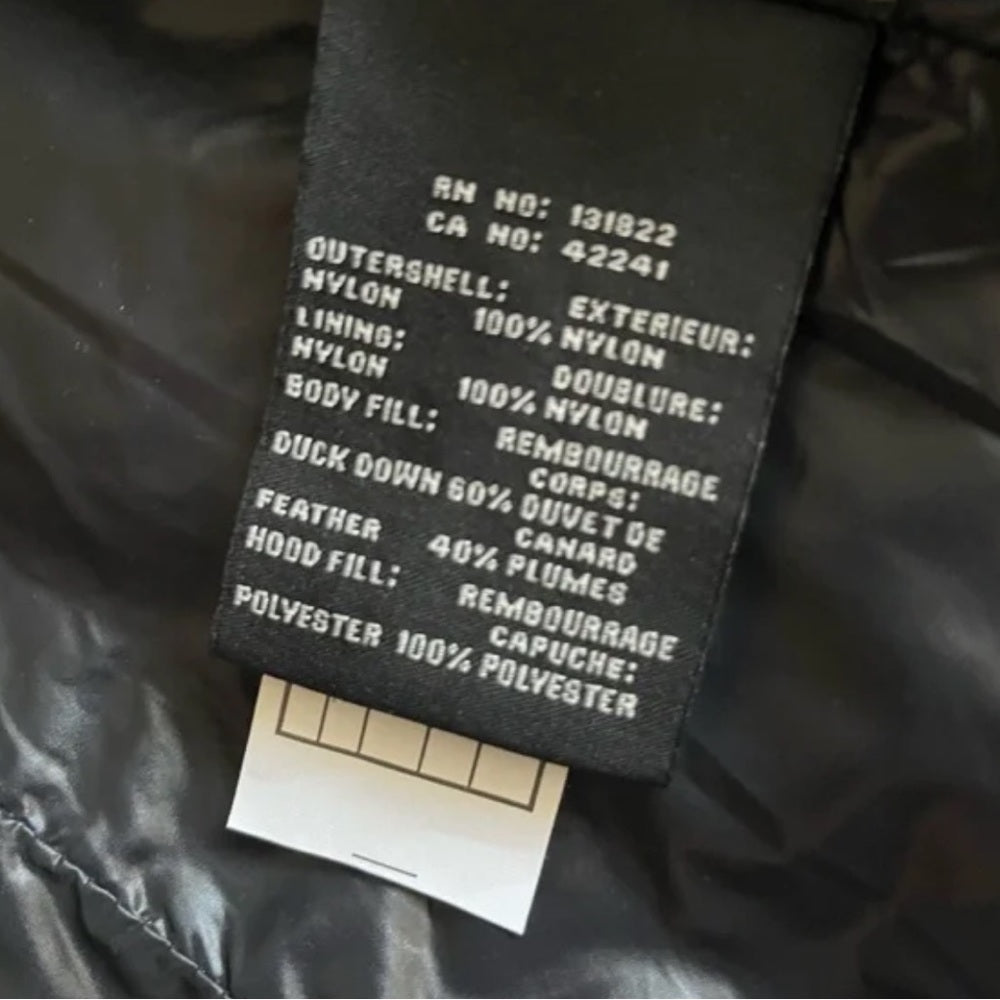 RN NO: 131822
CA NO: 42241
OUTERSHELL: EXTERIEUR:
NYLON 100% NYLON
LINING: DOUBLURE:
NYLON 100% NYLON
BODY FILL: REMBOURRAGE
CORPS:
DUCK DOWN 60% DUVET DE
CANARD
FEATHER 40% PLUMES
HOOD FILL: REMBOURRAGE
CAPUCHE:
POLYESTER 100% POLYESTER